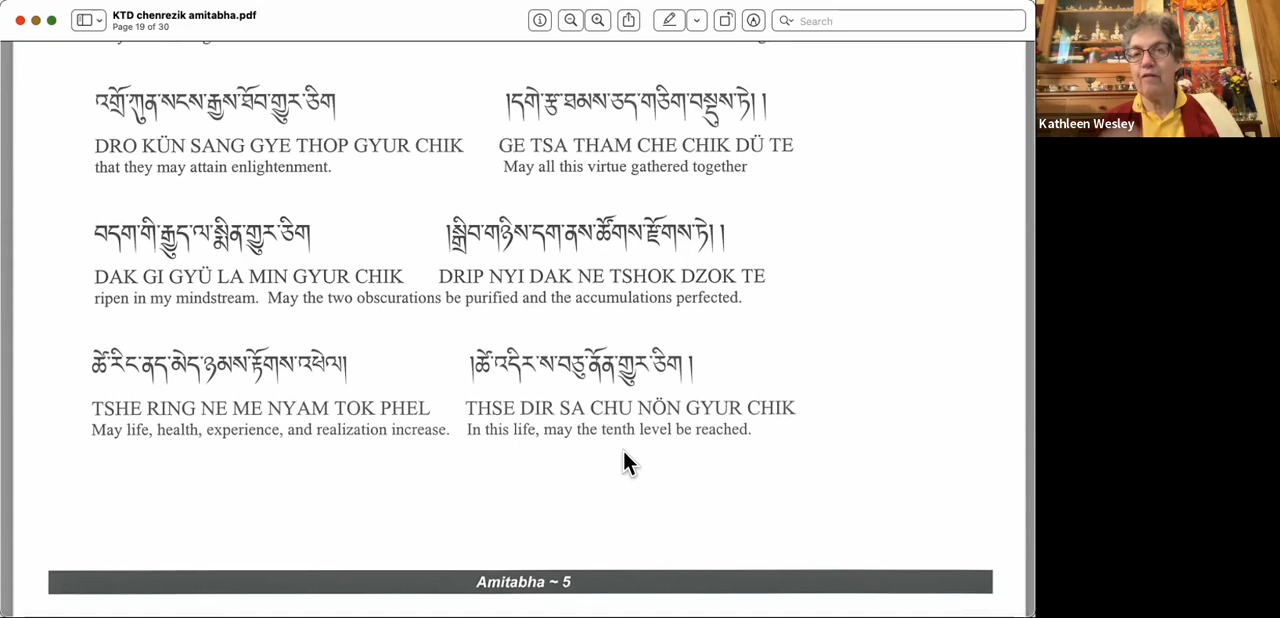 KTD chenrezik amitabha.pdf
Page 19 of 30
Search
Kathleen Wesley
འགྲོ་ཀུན་སངས་རྒྱས་ཐོབ་གྱུར་ཅིག །དགེ་རྩ་ཐམས་ཅད་གཅིག་བསྡུས་ཏེ། །
DRO KÜN SANG GYE THOP GYUR CHIK GE TSA THAM CHE CHIK DÜ TE
that they may attain enlightenment. May all this virtue gathered together
བདག་གི་རྒྱུད་ལ་སྨིན་གྱུར་ཅིག །སྒྲིབ་གཉིས་དག་ནས་ཚོགས་རྫོགས་ཏེ། །
DAK GI GYÜ LA MIN GYUR CHIK DRIP NYI DAK NE TSHOK DZOK TE
ripen in my mindstream. May the two obscurations be purified and the accumulations perfected.
ཚེ་རིང་ནད་མེད་ཉམས་རྟོགས་འཕེལ། །ཚེ་འདིར་ས་བཅུ་ནོན་གྱུར་ཅིག །
TSHE RING NE ME NYAM TOK PHEL THSE DIR SA CHU NÖN GYUR CHIK
May life, health, experience, and realization increase. In this life, may the tenth level be reached.
Amitabha ~ 5